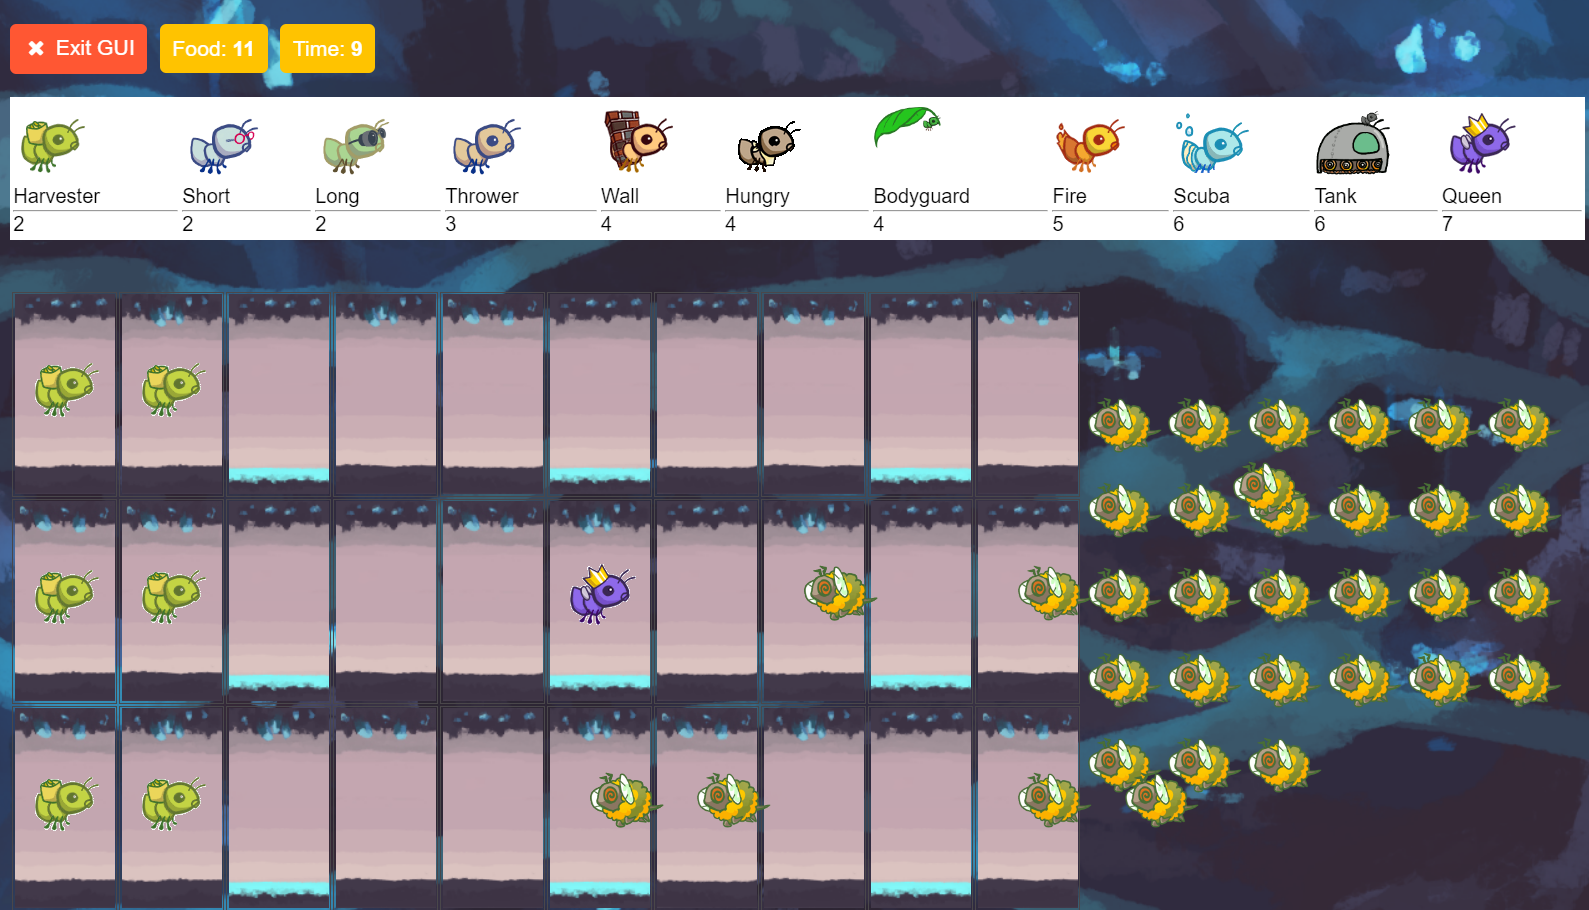 ✖ Exit GUI Food: 11 Time: 9
Harvester Short Long Thrower Wall Hungry Bodyguard Fire Scuba Tank Queen
2 2 2 3 4 4 4 5 6 6 7